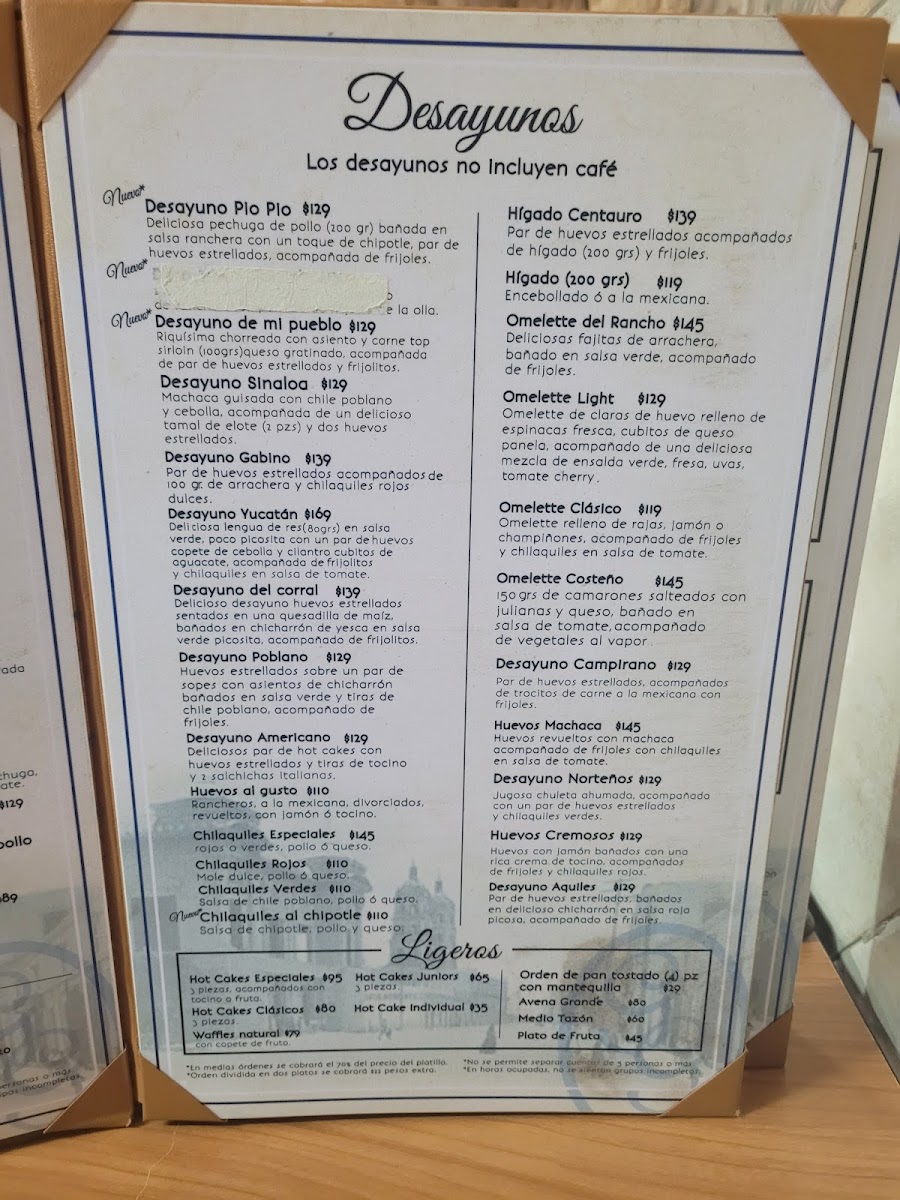 Desayunos
Los desayunos no incluyen café
Nuevo*
Desayuno Pio Pio $129
Deliciosa pechuga de pollo (200 gr) bañada en
salsa ranchera con un toque de chipotle, par de
huevos estrellados, acompañada de frijoles.
Nuevo*
e la olla.
Nuevo*
Desayuno de mi pueblo $129
Riquísima chorreada con asiento y carne top
sirloin (100grs)queso gratinado, acompañada
de par de huevos estrellados y frijolitos.
Desayuno Sinaloa $129
Machaca guisada con chile poblano
y cebolla, acompañada de un delicioso
tamal de elote (2 pzs) y dos huevos
estrellados.
Desayuno Gabino $139
Par de huevos estrellados acompañados de
100 gr. de arrachera y chilaquiles rojos
dulces.
Desayuno Yucatán $169
Deliciosa lengua de res(80grs) en salsa
verde, poco picosita con un par de huevos
copete de cebolla y cilantro cubitos de
aguacate, acompañada de frijolitos
y chilaquiles en salsa de tomate.
Desayuno del corral $139
Delicioso desayuno huevos estrellados
sentados en una quesadilla de maíz,
bañados en chicharrón de yesca en salsa
verde picosita, acompañado de frijolitos.
Desayuno Poblano $129
Huevos estrellados sobre un par de
sopes con asientos de chicharrón
bañados en salsa verde y tiras de
chile poblano, acompañado de
frijoles.
Desayuno Americano $129
Deliciosos par de hot cakes con
huevos estrellados y tiras de tocino
y 2 salchichas italianas.
Huevos al gusto $110
Rancheros, a la mexicana, divorciados,
revueltos, con jamón ó tocino.
Chilaquiles Especiales $145
rojos o verdes, pollo ó queso.
Chilaquiles Rojos $110
Mole dulce, pollo ó queso.
Chilaquiles Verdes $110
Salsa de chile poblano, pollo ó queso.
Nuevo*
Chilaquiles al chipotle $110
Salsa de chipotle, pollo y queso.
Hígado Centauro $139
Par de huevos estrellados acompañados
de hígado (200 grs) y frijoles.
Hígado (200 grs) $119
Encebollado ó a la mexicana.
Omelette del Rancho $145
Deliciosas fajitas de arrachera,
bañado en salsa verde, acompañado
de frijoles.
Omelette Light $129
Omelette de claras de huevo relleno de
espinacas fresca, cubitos de queso
panela, acompañado de una deliciosa
mezcla de ensalda verde, fresa, uvas,
tomate cherry.
Omelette Clásico $119
Omelette relleno de rajas, jamón o
champiñones, acompañado de frijoles
y chilaquiles en salsa de tomate.
Omelette Costeño $145
150 grs de camarones salteados con
julianas y queso, bañado en
salsa de tomate, acompañado
de vegetales al vapor.
Desayuno Campirano $129
Par de huevos estrellados, acompañados
de trocitos de carne a la mexicana con
frijoles.
Huevos Machaca $145
Huevos revueltos con machaca
acompañado de frijoles con chilaquiles
en salsa de tomate.
Desayuno Norteños $129
Jugosa chuleta ahumada, acompañada
con un par de huevos estrellados
y chilaquiles verdes.
Huevos Cremosos $129
Huevos con jamón bañados con una
rica crema de tocino, acompañados
de frijoles y chilaquiles rojos.
Desayuno Aquiles $129
Par de huevos estrellados, bañados
en delicioso chicharrón en salsa roja
picosa, acompañado de frijoles.
Ligeros
Hot Cakes Especiales $95
3 piezas, acompañados con
tocino o fruta.
Hot Cakes Clásicos $80
3 piezas.
Waffles natural $79
con copete de fruta.
Hot Cakes Juniors $65
3 piezas.
Hot Cake Individual $35
Orden de pan tostado (4) pz
con mantequilla $29
Avena Grande $80
Medio Tazón $60
Plato de Fruta $45
*En medias órdenes se cobrará el 70% del precio del platillo.
*Orden dividida en dos platos se cobrará $15 pesos extra.
*No se permite separar cuentas de 5 personas o más.
*En horas ocupadas, no se sientan grupos incompletos.